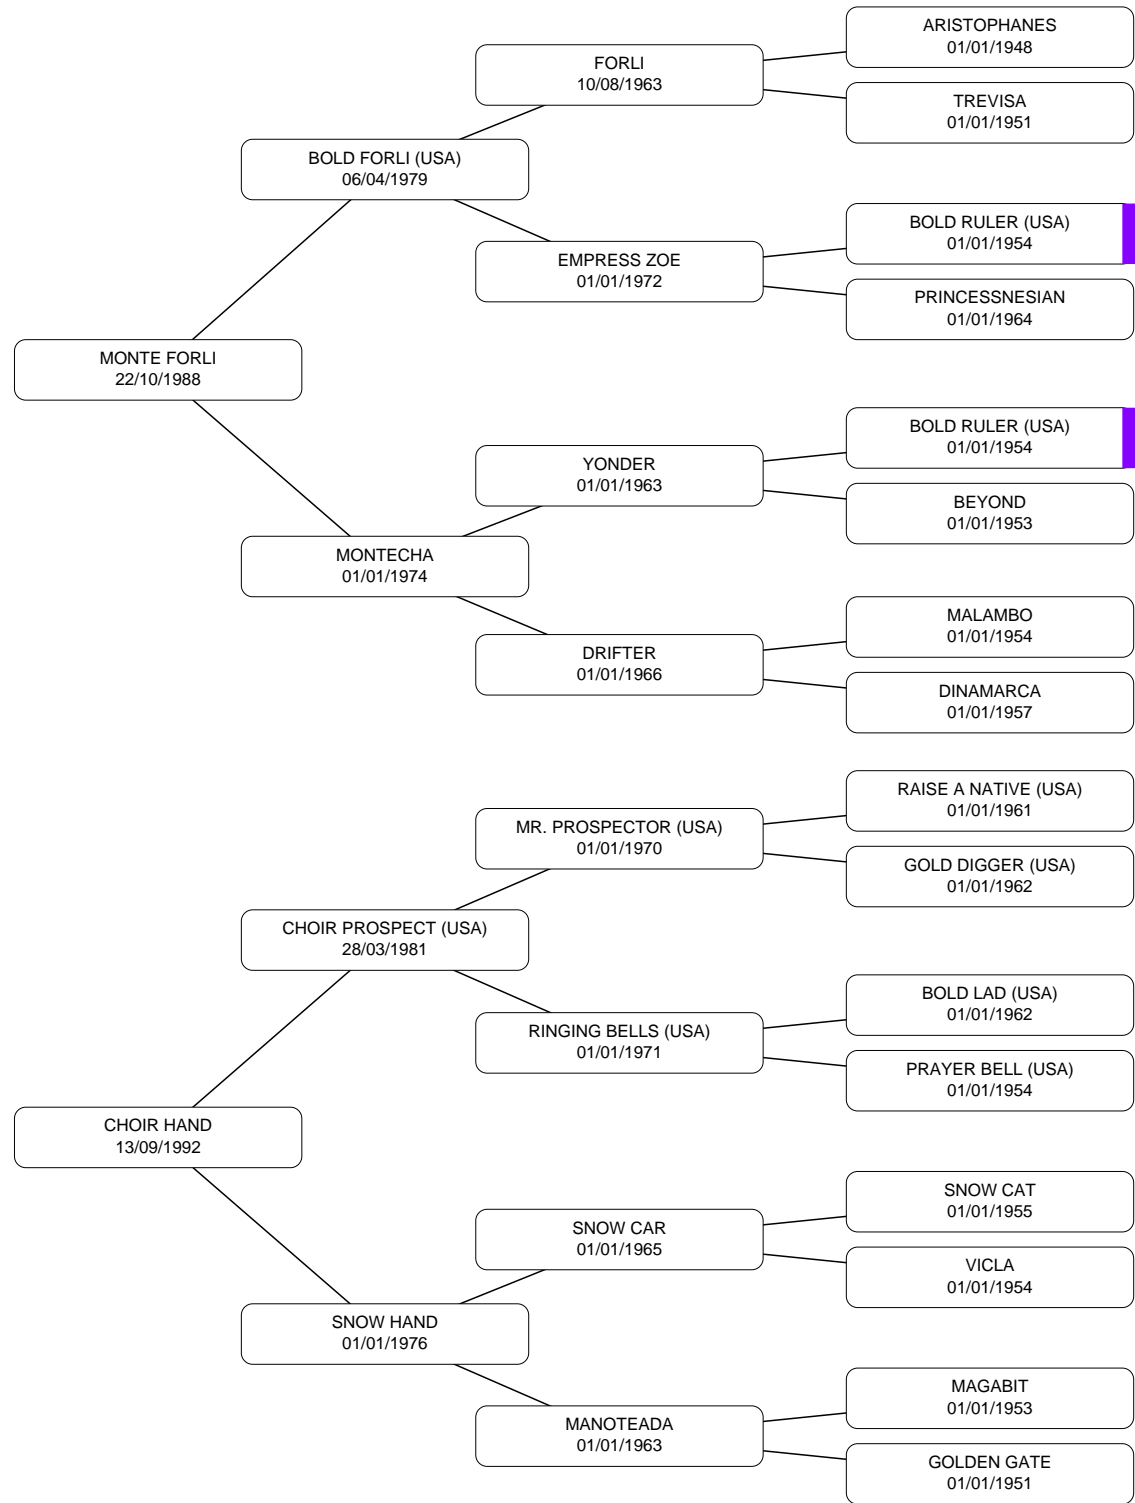 ARISTOPHANES
01/01/1948
FORLI
10/08/1963
TREVISA
01/01/1951
BOLD FORLI (USA)
06/04/1979
BOLD RULER (USA)
01/01/1954
EMPRESS ZOE
01/01/1972
PRINCESSNESIAN
01/01/1964
MONTE FORLI
22/10/1988
BOLD RULER (USA)
01/01/1954
YONDER
01/01/1963
BEYOND
01/01/1953
MONTECHA
01/01/1974
MALAMBO
01/01/1954
DRIFTER
01/01/1966
DINAMARCA
01/01/1957
RAISE A NATIVE (USA)
01/01/1961
MR. PROSPECTOR (USA)
01/01/1970
GOLD DIGGER (USA)
01/01/1962
CHOIR PROSPECT (USA)
28/03/1981
BOLD LAD (USA)
01/01/1962
RINGING BELLS (USA)
01/01/1971
PRAYER BELL (USA)
01/01/1954
CHOIR HAND
13/09/1992
SNOW CAT
01/01/1955
SNOW CAR
01/01/1965
VICLA
01/01/1954
SNOW HAND
01/01/1976
MAGABIT
01/01/1953
MANOTEADA
01/01/1963
GOLDEN GATE
01/01/1951